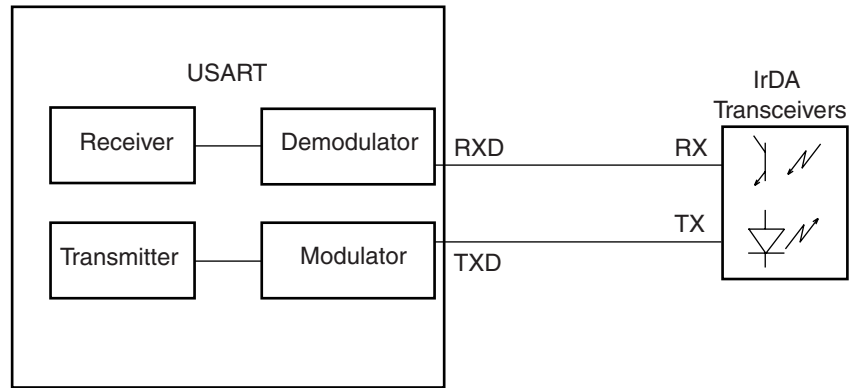 USART
IrDA
Transceivers
Receiver
Demodulator
RXD
RX
Transmitter
Modulator
TXD
TX